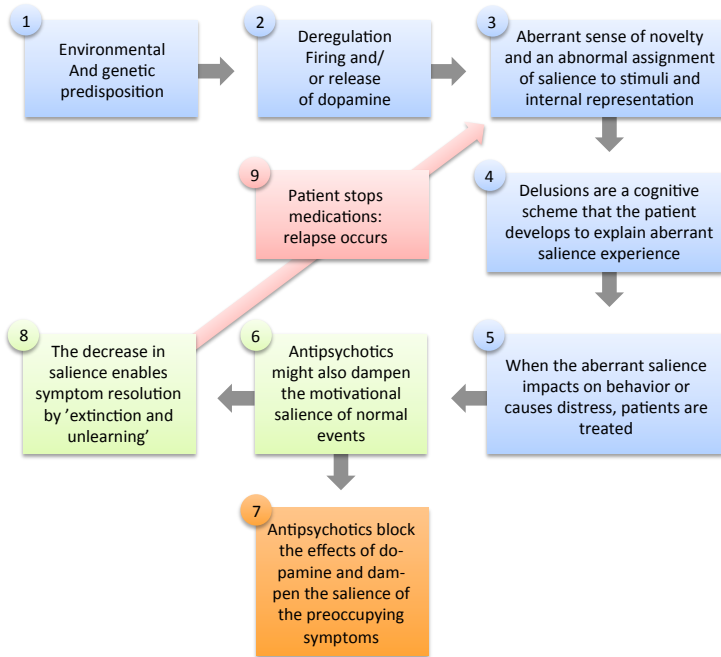 1
Environmental
And genetic
predisposition
2
Deregulation
Firing and/
or release
of dopamine
3
Aberrant sense of novelty
and an abnormal assignment
of salience to stimuli and
internal representation
4
Delusions are a cognitive
scheme that the patient
develops to explain aberrant
salience experience
5
When the aberrant salience
impacts on behavior or
causes distress, patients are
treated
6
Antipsychotics
might also dampen
the motivational
salience of normal
events
7
Antipsychotics block
the effects of do-
pamine and dam-
pen the salience of
the preoccupying
symptoms
8
The decrease in
salience enables
symptom resolution
by 'extinction and
unlearning'
9
Patient stops
medications:
relapse occurs